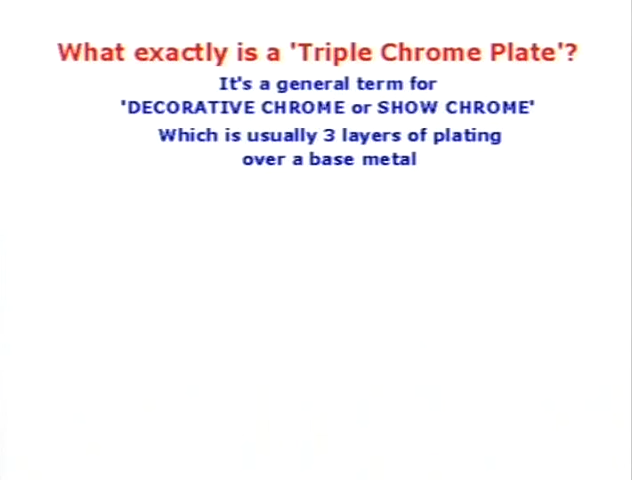 What exactly is a 'Triple Chrome Plate'?
It's a general term for
'DECORATIVE CHROME or SHOW CHROME'
Which is usually 3 layers of plating
over a base metal